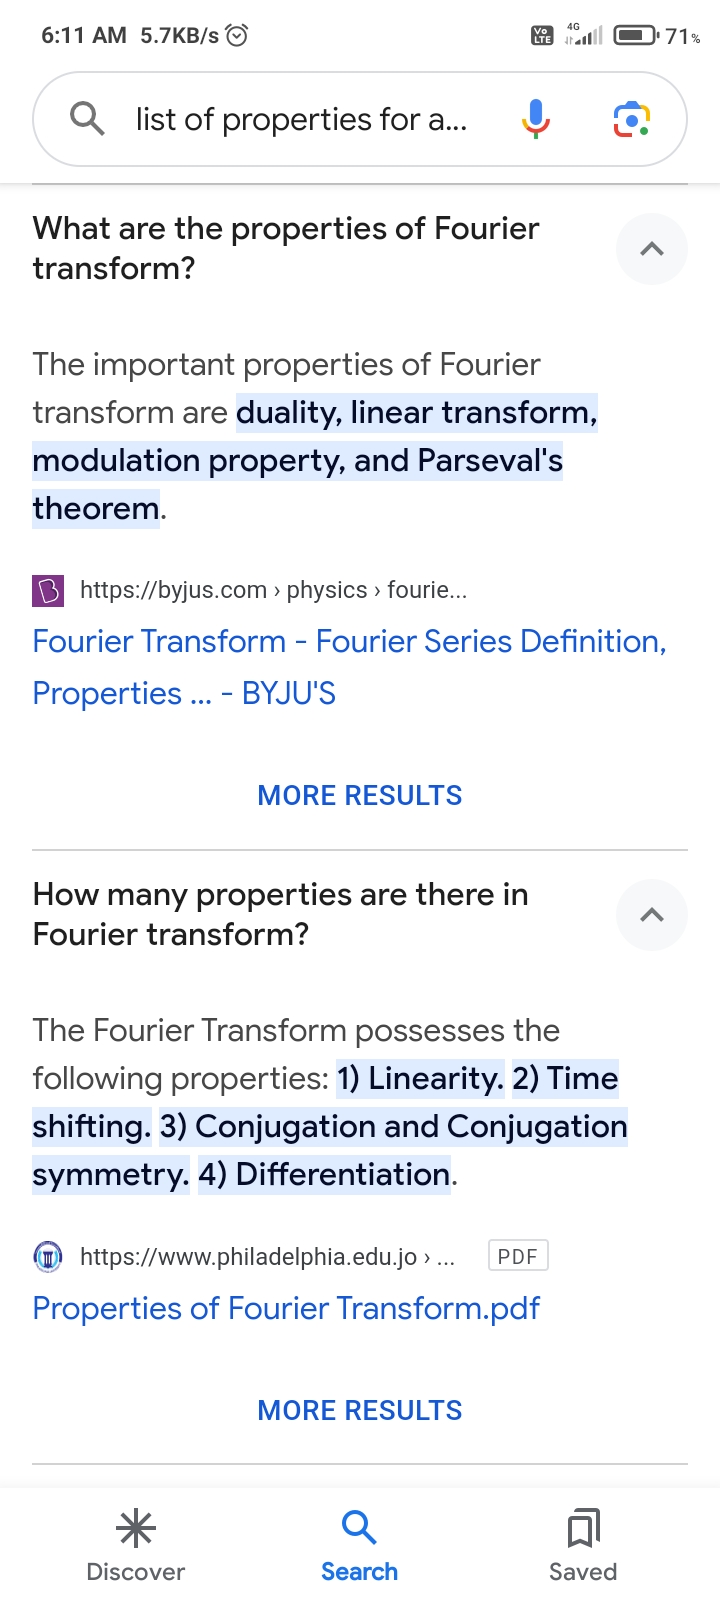 6:11 AM 5.7KB/s
Vo LTE 4G 71%
list of properties for a...
What are the properties of Fourier
transform?
The important properties of Fourier
transform are duality, linear transform,
modulation property, and Parseval's
theorem.
https://byjus.com › physics › fourie...
Fourier Transform - Fourier Series Definition,
Properties ... - BYJU'S
MORE RESULTS
How many properties are there in
Fourier transform?
The Fourier Transform possesses the
following properties: 1) Linearity. 2) Time
shifting. 3) Conjugation and Conjugation
symmetry. 4) Differentiation.
https://www.philadelphia.edu.jo › ... PDF
Properties of Fourier Transform.pdf
MORE RESULTS
Discover Search Saved